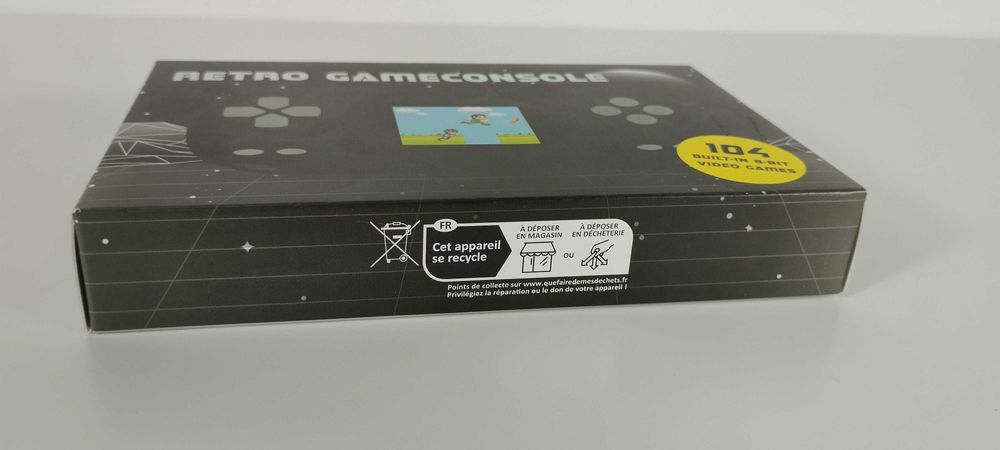 RETRO GAMECONSOLE
104
BUILT-IN 8-BIT
VIDEO GAMES
FR
Cet appareil
se recycle
À DÉPOSER
EN MAGASIN
OU
À DÉPOSER
EN DÉCHÈTERIE
Points de collecte sur www.quefairedemesdechets.fr
Privilégiez la réparation ou le don de votre appareil !